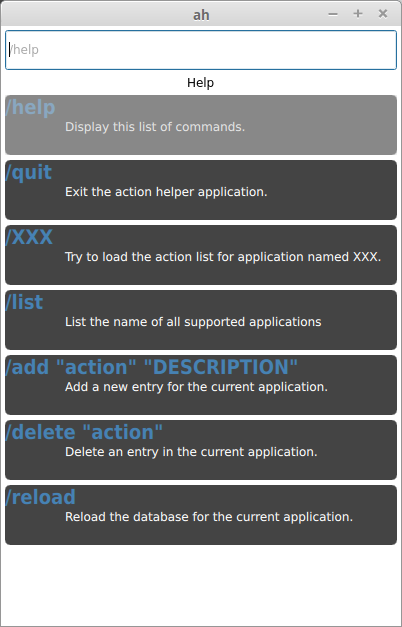 ah
/help
Help
/help
Display this list of commands.
/quit
Exit the action helper application.
/XXX
Try to load the action list for application named XXX.
/list
List the name of all supported applications
/add "action" "DESCRIPTION"
Add a new entry for the current application.
/delete "action"
Delete an entry in the current application.
/reload
Reload the database for the current application.